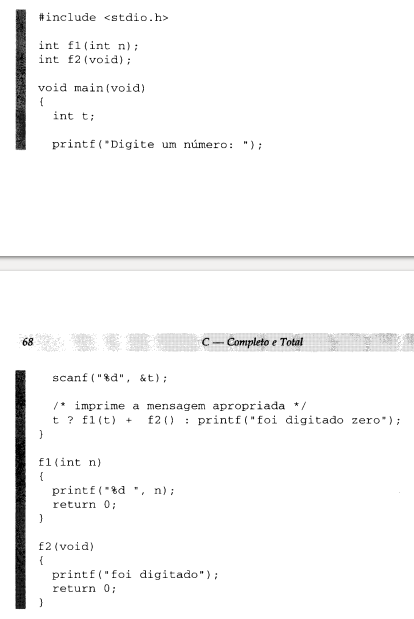 #include <stdio.h>

int f1(int n);
int f2(void);

void main(void)
{
  int t;

  printf("Digite um número: ");

68 C — Completo e Total

  scanf("%d", &t);

  /* imprime a mensagem apropriada */
  t ? f1(t) +  f2() : printf("foi digitado zero");
}

f1(int n)
{
  printf("%d ", n);
  return 0;
}

f2(void)
{
  printf("foi digitado");
  return 0;
}